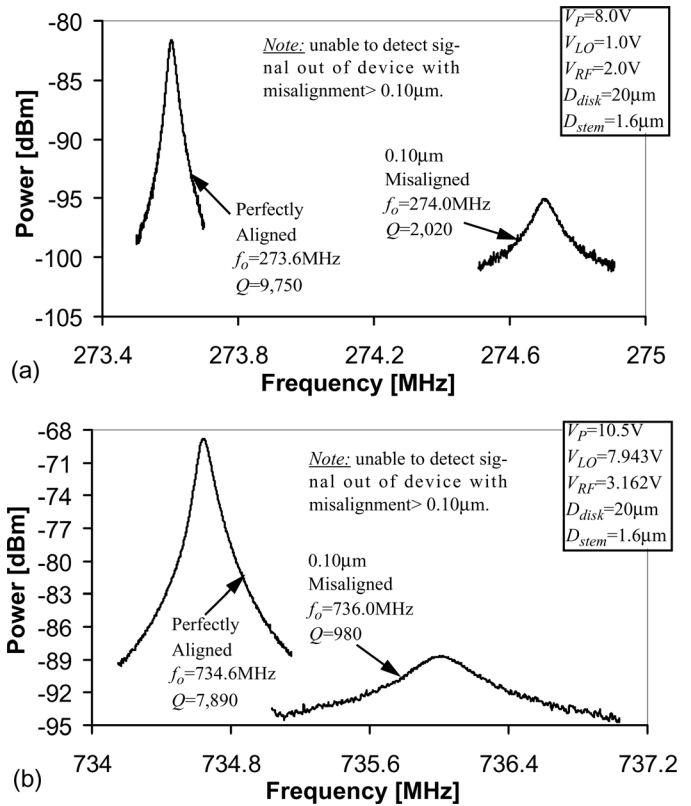 -80
-85
-90
-95
-100
-105
Power [dBm]
Note: unable to detect sig-
nal out of device with
misalignment> 0.10μm.
VP=8.0V
VLO=1.0V
VRF=2.0V
Ddisk=20μm
Dstem=1.6μm
Perfectly
Aligned
fo=273.6MHz
Q=9,750
0.10μm
Misaligned
fo=274.0MHz
Q=2,020
273.4 273.8 274.2 274.6 275
Frequency [MHz]
(a)
-68
-71
-74
-77
-80
-83
-86
-89
-92
-95
Power [dBm]
Note: unable to detect sig-
nal out of device with
misalignment> 0.10μm.
VP=10.5V
VLO=7.943V
VRF=3.162V
Ddisk=20μm
Dstem=1.6μm
Perfectly
Aligned
fo=734.6MHz
Q=7,890
0.10μm
Misaligned
fo=736.0MHz
Q=980
734 734.8 735.6 736.4 737.2
Frequency [MHz]
(b)